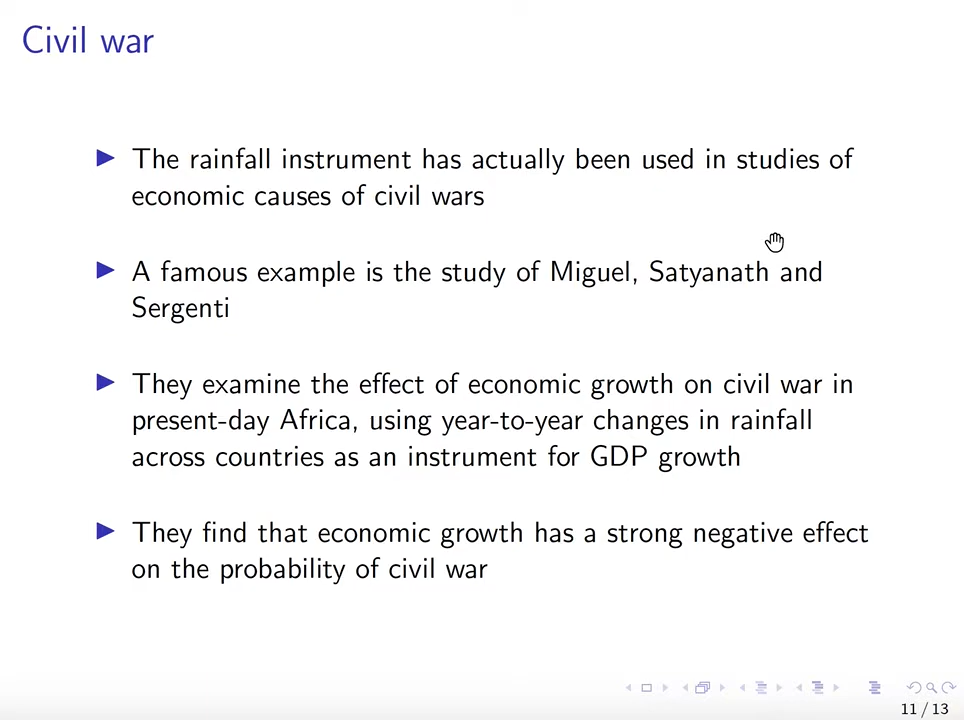 Civil war
▶ The rainfall instrument has actually been used in studies of
economic causes of civil wars
▶ A famous example is the study of Miguel, Satyanath and
Sergenti
▶ They examine the effect of economic growth on civil war in
present-day Africa, using year-to-year changes in rainfall
across countries as an instrument for GDP growth
▶ They find that economic growth has a strong negative effect
on the probability of civil war
11 / 13